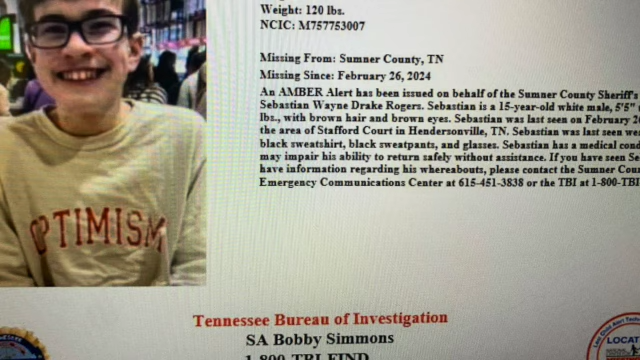 Weight: 120 lbs.
NCIC: M757753007
Missing From: Sumner County, TN
Missing Since: February 26, 2024
An AMBER Alert has been issued on behalf of the Sumner County Sheriff's
Sebastian Wayne Drake Rogers. Sebastian is a 15-year-old white male, 5'5"
lbs., with brown hair and brown eyes. Sebastian was last seen on February 26
the area of Stafford Court in Hendersonville, TN. Sebastian was last seen
black sweatshirt, black sweatpants, and glasses. Sebastian has a medical
may impair his ability to return safely without assistance. If you have seen
have information regarding his whereabouts, please contact the Sumner
Emergency Communications Center at 615-451-3838 or the TBI at 1-800-TBI
OPTIMISM
Tennessee Bureau of Investigation
SA Bobby Simmons
1-800-TBI-FIND
LOCAT